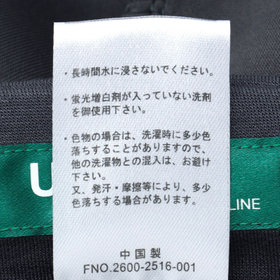 ・長時間水に浸さないでください。
・蛍光増白剤が入っていない洗剤
を御使用下さい。
・色物の場合は、洗濯時に多少色
落ちすることがありますので、
他の洗濯物との混入は、お避け
下さい。
又、発汗・摩擦等により、多少
色落ちする場合があります。
U
LINE
中国製
FNO.2600-2516-001